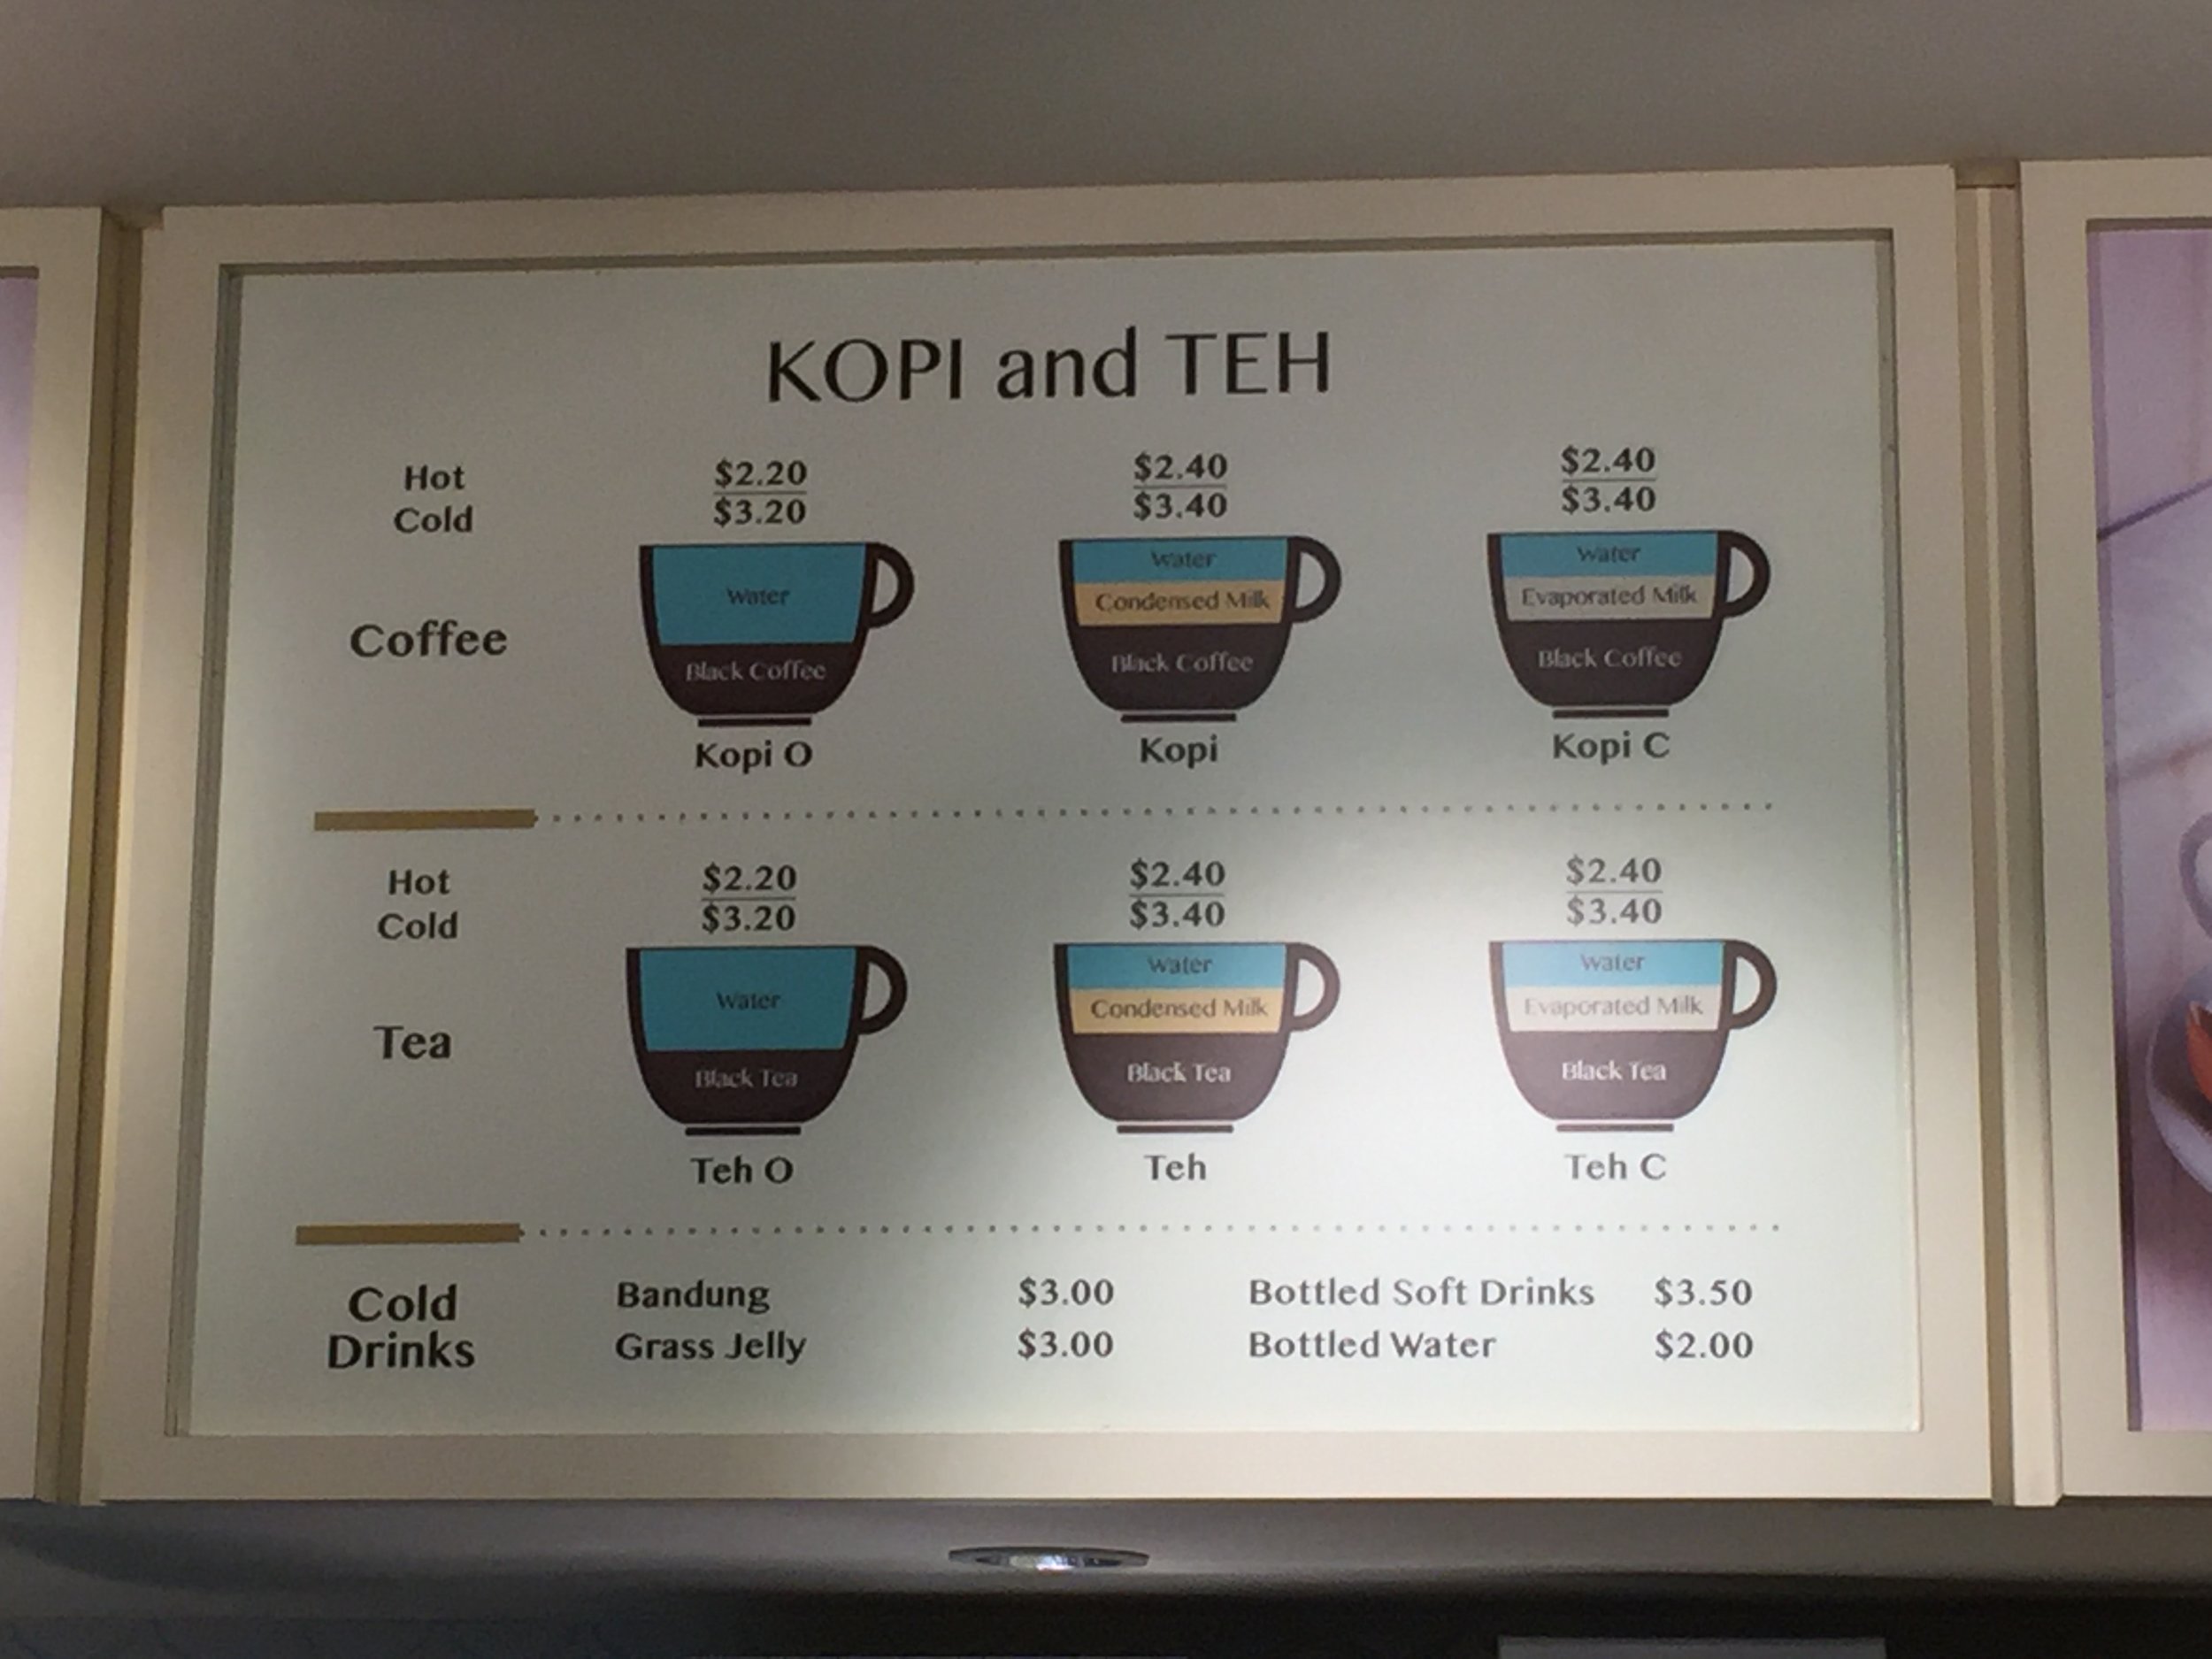 KOPI and TEH
Hot $2.20 $2.40 $2.40
Cold $3.20 $3.40 $3.40
Water Water Water
Condensed Milk Evaporated Milk
Coffee
Black Coffee Black Coffee Black Coffee
Kopi O Kopi Kopi C
Hot $2.20 $2.40 $2.40
Cold $3.20 $3.40 $3.40
Water Water Water
Condensed Milk Evaporated Milk
Tea
Black Tea Black Tea Black Tea
Teh O Teh Teh C
Cold Drinks
Bandung $3.00 Bottled Soft Drinks $3.50
Grass Jelly $3.00 Bottled Water $2.00